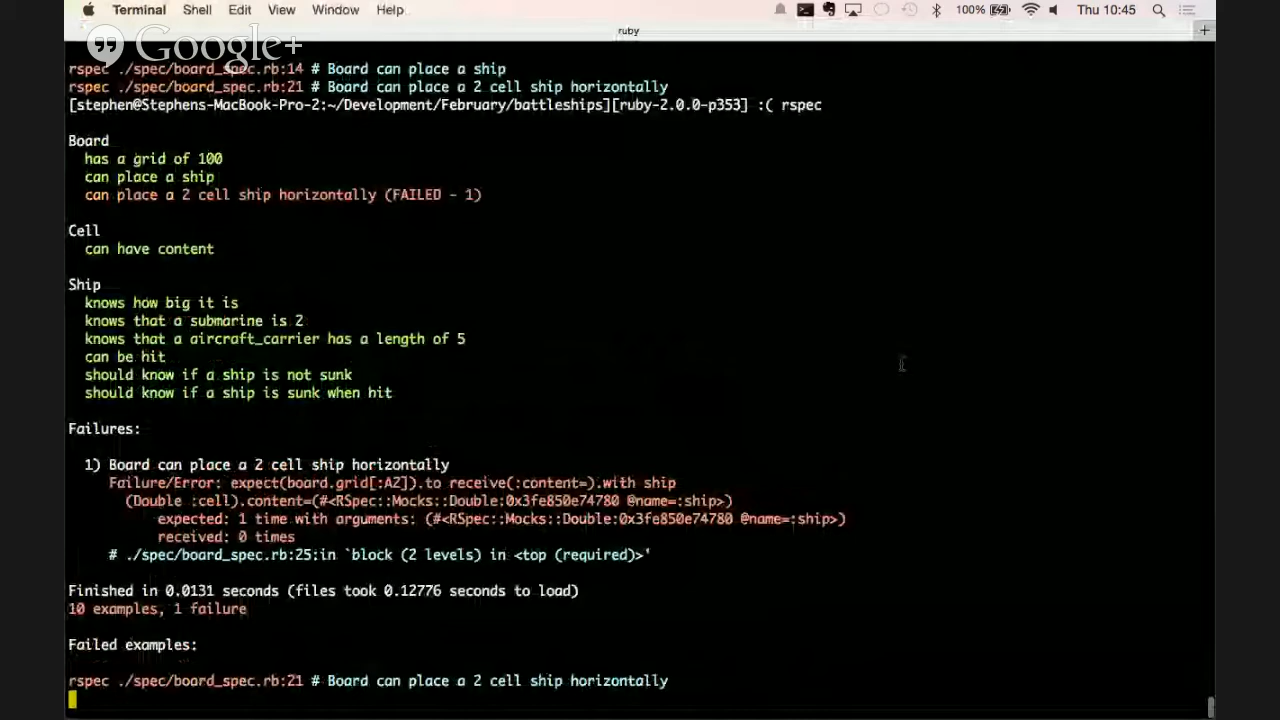 Terminal Shell Edit View Window Help 100% Thu 10:45
ruby
Google+
rspec ./spec/board_spec.rb:14 # Board can place a ship
rspec ./spec/board_spec.rb:21 # Board can place a 2 cell ship horizontally
[stephen@Stephens-MacBook-Pro-2:~/Development/February/battleships][ruby-2.0.0-p353] :( rspec
Board
has a grid of 100
can place a ship
can place a 2 cell ship horizontally (FAILED - 1)
Cell
can have content
Ship
knows how big it is
knows that a submarine is 2
knows that a aircraft_carrier has a length of 5
can be hit
should know if a ship is not sunk
should know if a ship is sunk when hit
Failures:
1) Board can place a 2 cell ship horizontally
Failure/Error: expect(board.grid[:A2]).to receive(:content=).with ship
(Double :cell).content=(#<RSpec::Mocks::Double:0x3fe850e74780 @name=:ship>)
expected: 1 time with arguments: (#<RSpec::Mocks::Double:0x3fe850e74780 @name=:ship>)
received: 0 times
# ./spec/board_spec.rb:25:in `block (2 levels) in <top (required)>'
Finished in 0.0131 seconds (files took 0.12776 seconds to load)
10 examples, 1 failure
Failed examples:
rspec ./spec/board_spec.rb:21 # Board can place a 2 cell ship horizontally